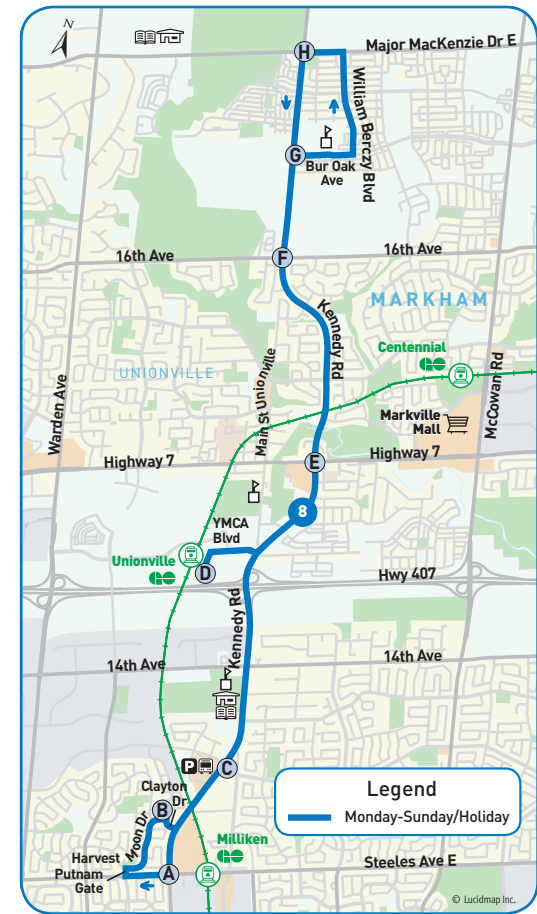 N
H
Major MacKenzie Dr E
William Berczy Blvd
G
Bur Oak
Ave
F
16th Ave
16th Ave
Kennedy Rd
MARKHAM
Centennial
GO
UNIONVILLE
Main St Unionville
McCowan Rd
Warden Ave
Markville
Mall
Highway 7
E
Highway 7
8
YMCA
Blvd
Unionville
GO
D
Hwy 407
Kennedy Rd
14th Ave
14th Ave
P
C
Clayton
Dr
B
Harvest
Moon Dr
Putnam
Gate
A
Milliken
GO
Steeles Ave E
Legend
Monday-Sunday/Holiday
© Lucidmap Inc.